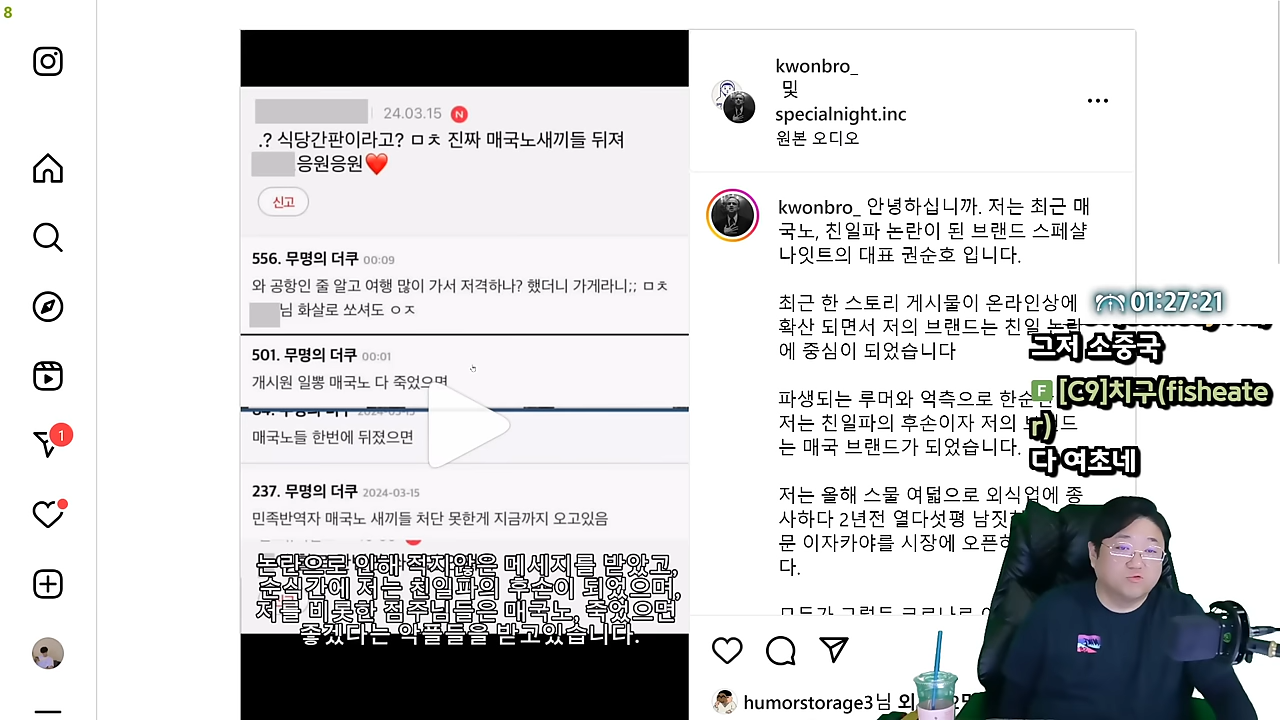 8
24.03.15 N
.? 식당간판이라고? ㅁㅊ 진짜 매국노새끼들 뒤져
응원응원❤️
신고
556. 무명의 더쿠 00:09
와 공항인 줄 알고 여행 많이 가서 저격하나? 했더니 가게라니;; ㅁㅊ
님 화살로 쏘셔도 ㅇㅈ
501. 무명의 더쿠 00:01
개시원 일뽕 매국노 다 죽었으면
매국노들 한번에 뒤졌으면
237. 무명의 더쿠 2024-03-15
민족반역자 매국노 새끼들 처단 못한게 지금까지 오고있음
논란으로 인해 적지않은 메세지를 받았고,
순식간에 저는 친일파의 후손이 되었으며,
저를 비롯한 점주님들은 매국노, 죽었으면
좋겠다는 악플들을 받고있습니다.
kwonbro_
및
specialnight.inc
원본 오디오
kwonbro_ 안녕하십니까. 저는 최근 매
국노, 친일파 논란이 된 브랜드 스페셜
나잇트의 대표 권순호 입니다.
최근 한 스토리 게시물이 온라인상에
확산 되면서 저의 브랜드는 친일 논란
에 중심이 되었습니다
파생되는 루머와 억측으로 한순간
저는 친일파의 후손이자 저의 브랜드
는 매국 브랜드가 되었습니다.
저는 올해 스물 여덟으로 외식업에 종
사하다 2년전 열다섯평 남짓
문 이자카야를 시장에 오픈
다.
humorstorage3님
01:27:21
그저 소중국
F [C9]치구(fisheate
r)
다 여초네
1